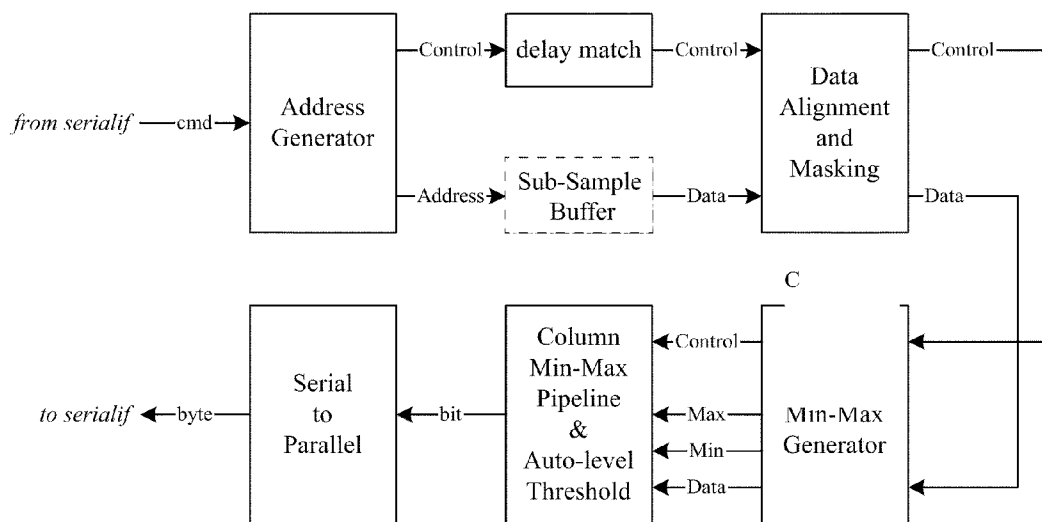 Control
delay match
Control
Control
from serialif
cmd
Address
Generator
Data
Alignment
and
Masking
Address
Sub-Sample
Buffer
Data
Data
C
Serial
to
Parallel
Column
Min-Max
Pipeline
&
Auto-level
Threshold
Control
Max
Min
Data
Min-Max
Generator
to serialif
byte
bit